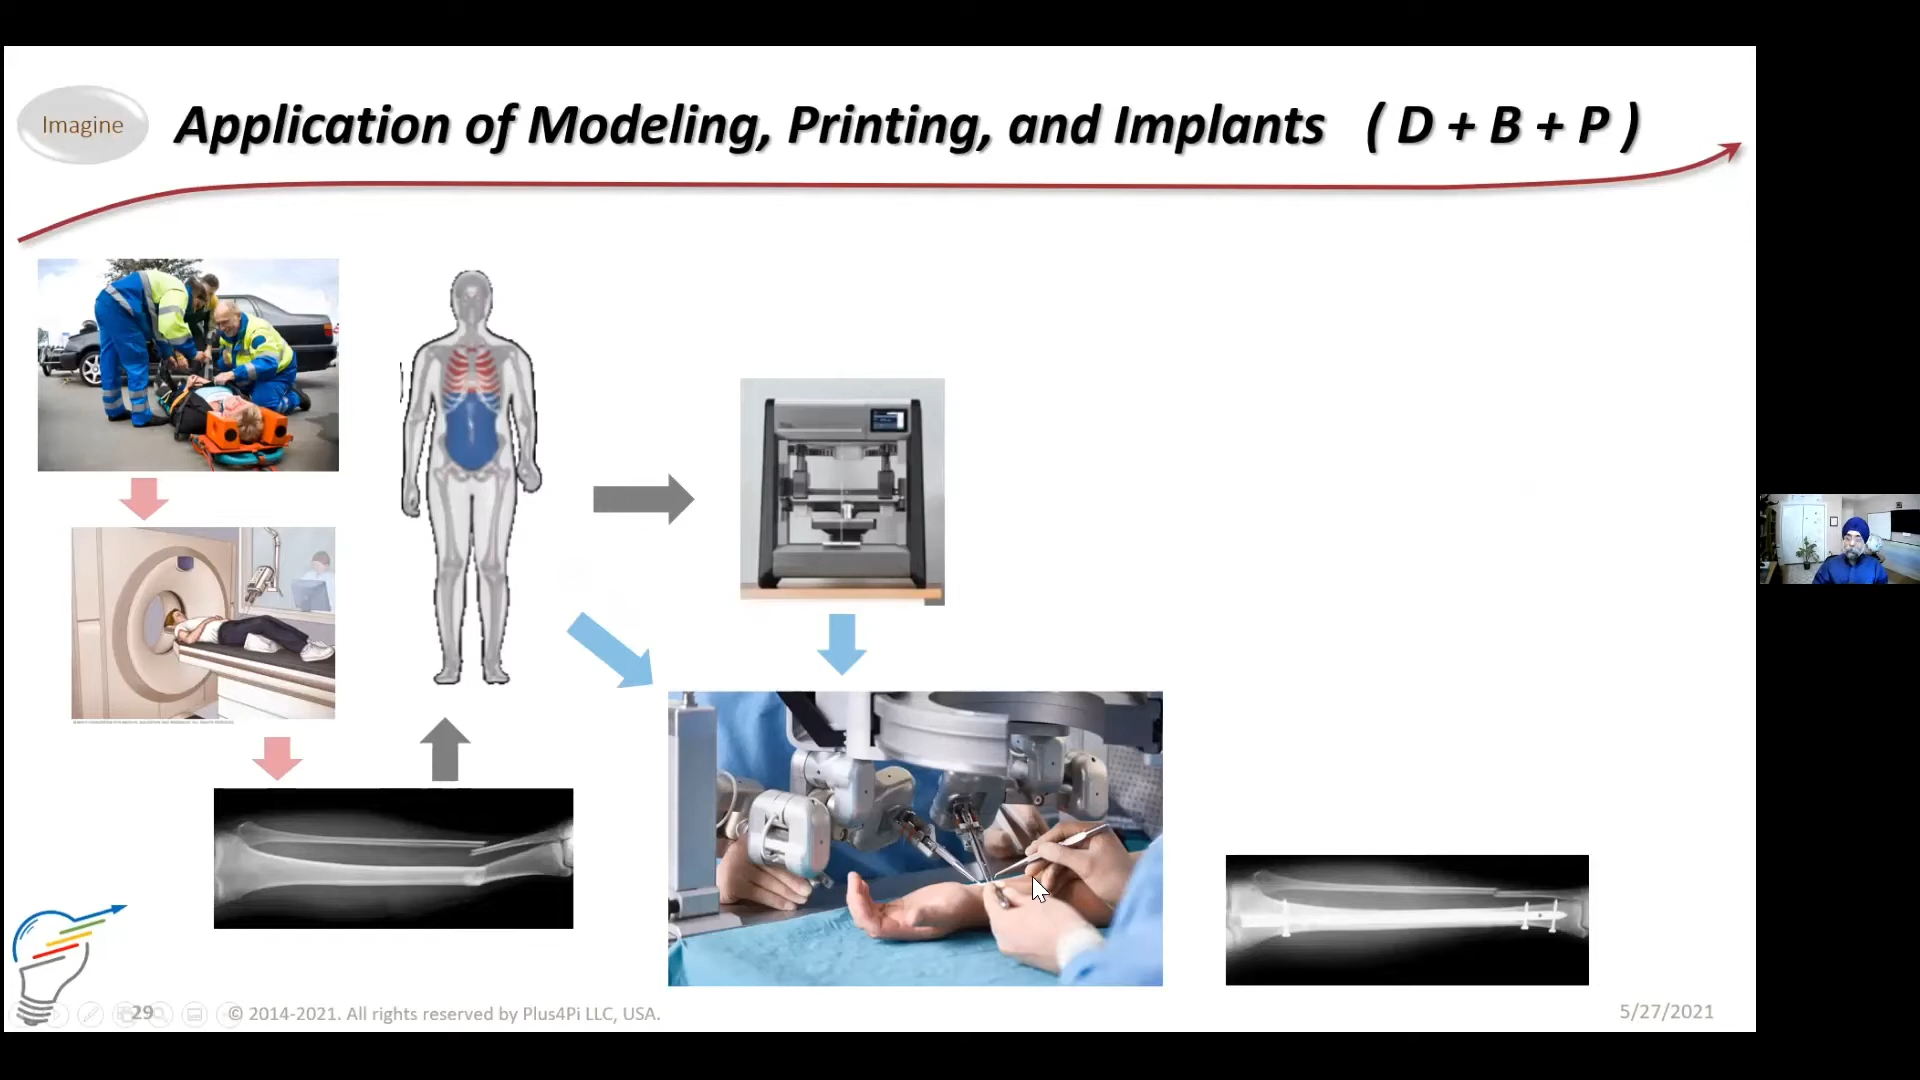 Imagine
Application of Modeling, Printing, and Implants ( D + B + P )
29
© 2014-2021. All rights reserved by Plus4Pi LLC, USA.
5/27/2021